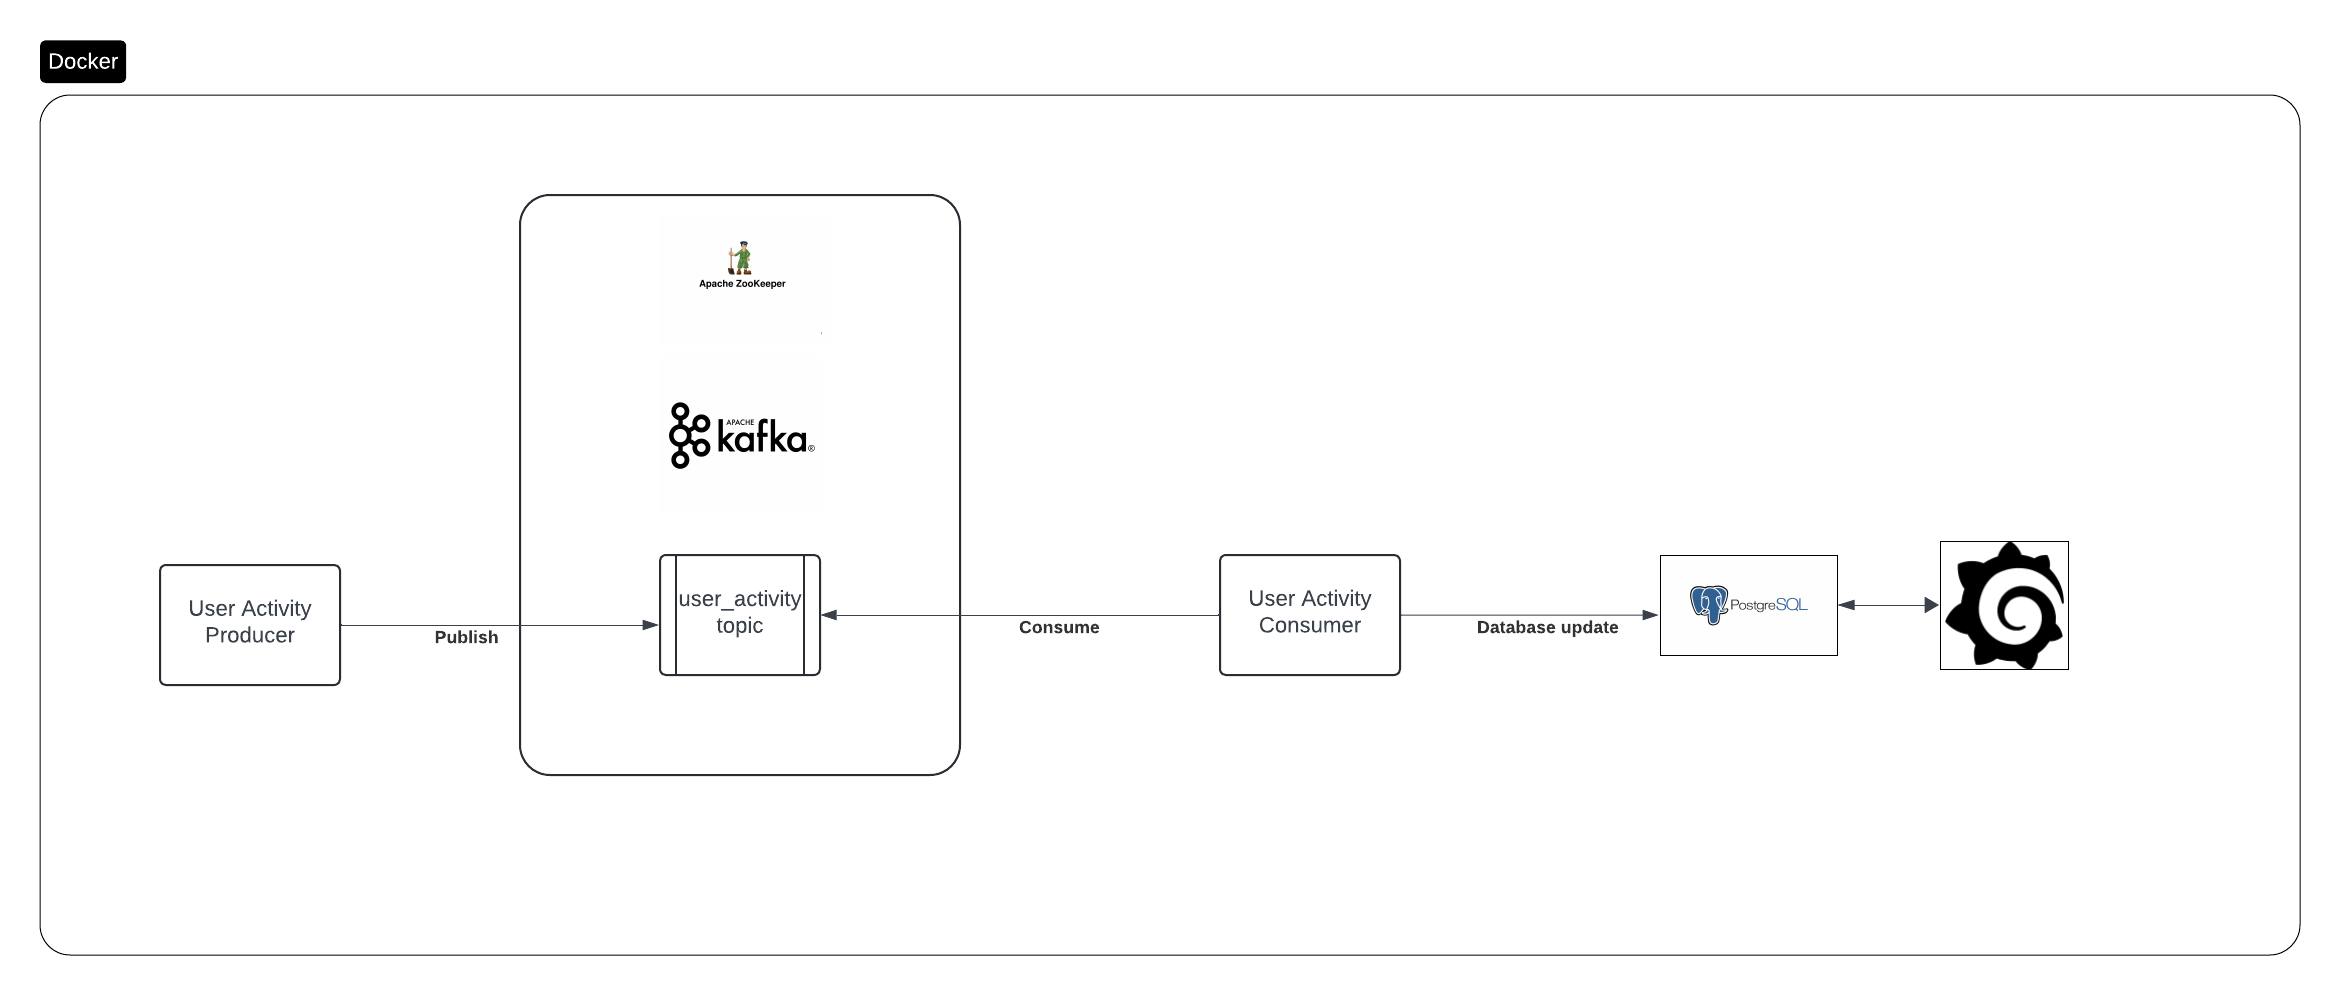 Docker
Apache ZooKeeper
APACHE
kafka®
User Activity
Producer
Publish
user_activity
topic
Consume
User Activity
Consumer
Database update
PostgreSQL